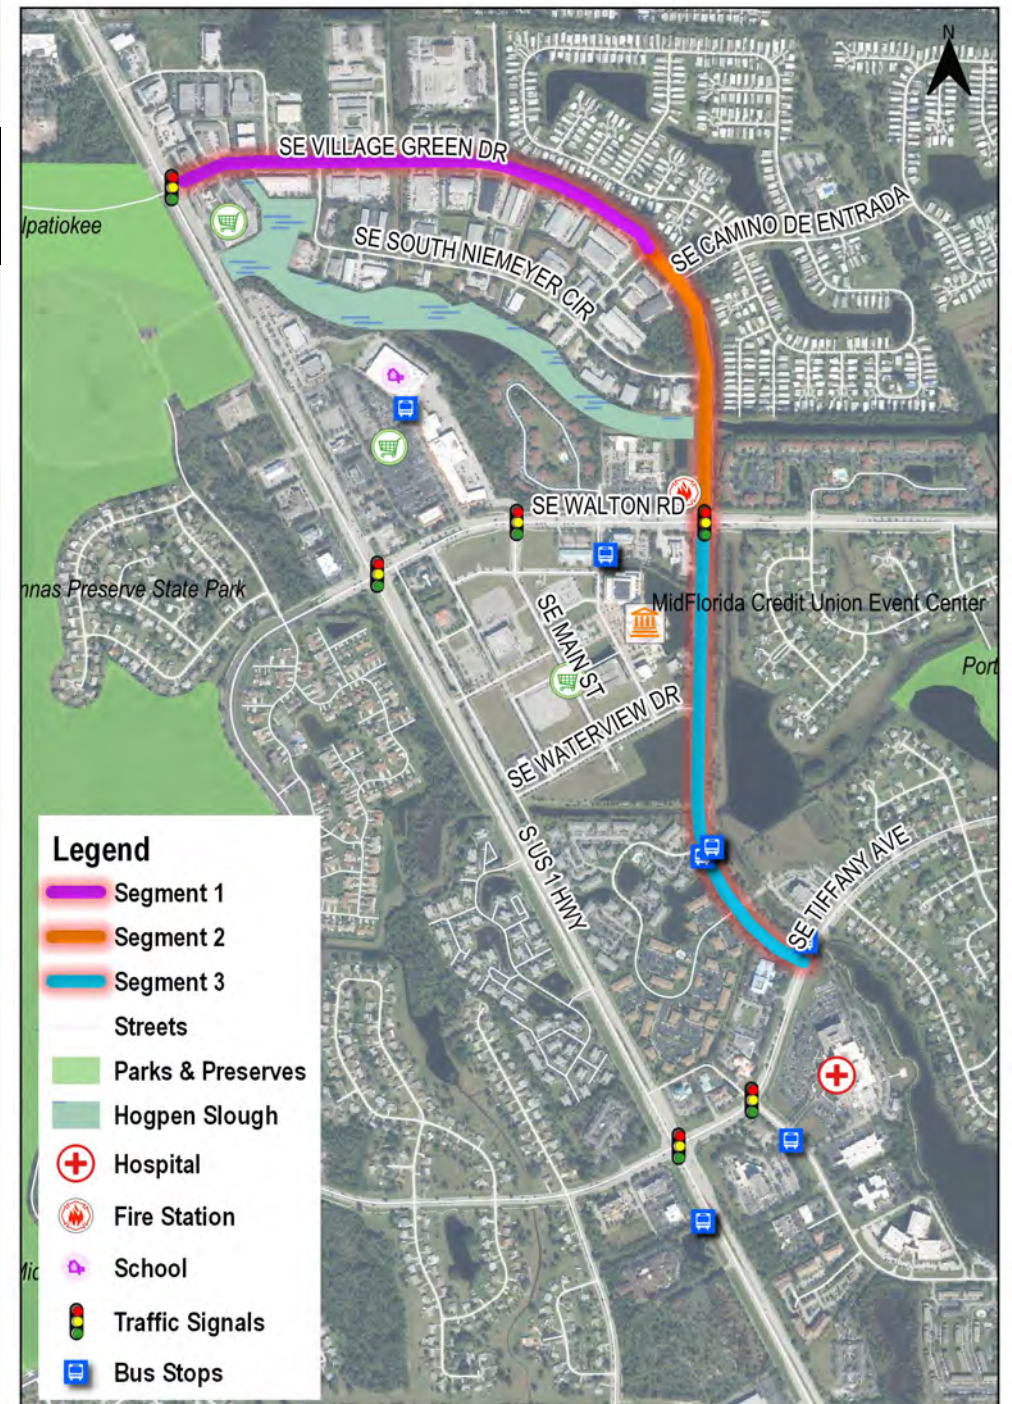 N
SE VILLAGE GREEN DR
lpatiokee
SE CAMINO DE ENTRADA
SE SOUTH NIEMEYER CIR
SE WALTON RD
nnas Preserve State Park
MidFlorida Credit Union Event Center
SE MAIN ST
Port
SE WATERVIEW DR
S US 1 HWY
SE TIFFANY AVE
Legend
Segment 1
Segment 2
Segment 3
Streets
Parks & Preserves
Hogpen Slough
Hospital
Fire Station
School
Traffic Signals
Bus Stops